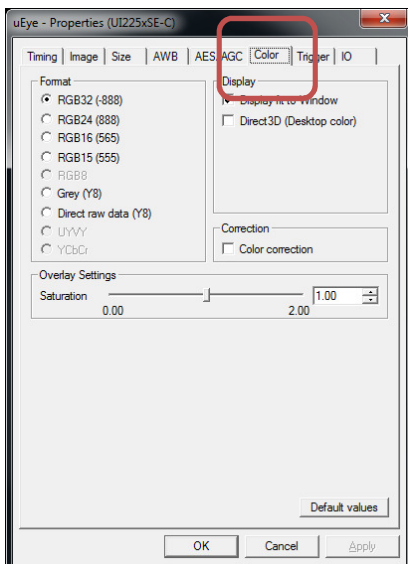 uEye - Properties (UI225xSE-C)
Timing Image Size AWB AES/AGC Color Trigger IO
Format
RGB32 (-888)
RGB24 (888)
RGB16 (565)
RGB15 (555)
RGB8
Grey (Y8)
Direct raw data (Y8)
UYVY
YCbCr
Display
Display fit to Window
Direct3D (Desktop color)
Correction
Color correction
Overlay Settings
Saturation 1.00
0.00 2.00
Default values
OK Cancel Apply